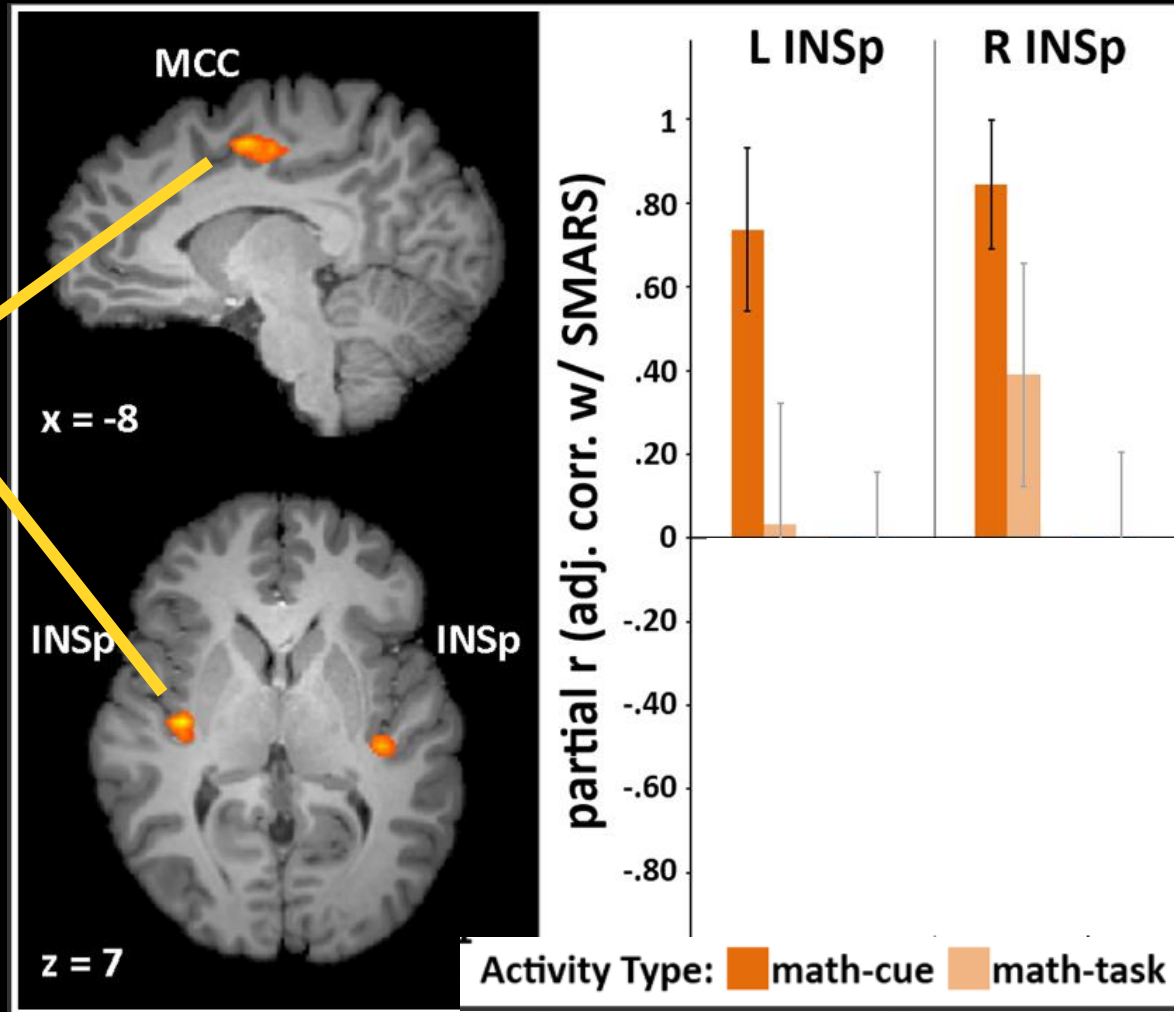 MCC
x = -8
INSp
INSp
z = 7
L INSp
R INSp
partial r (adj. corr. w/ SMARS)
1
.80
.60
.40
.20
0
-.20
-.40
-.60
-.80
Activity Type: math-cue math-task